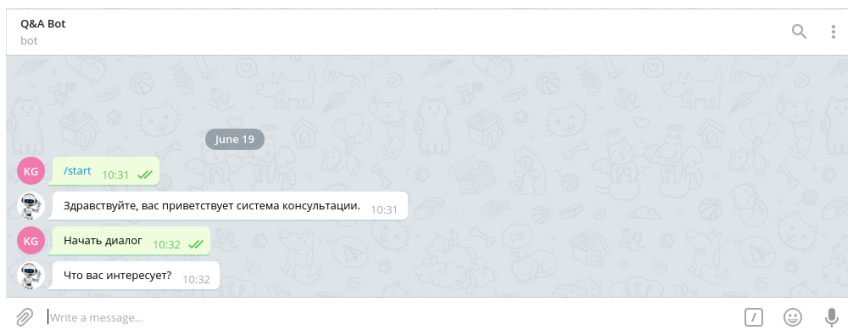 Q&A Bot
bot
June 19
KG
/start 10:31
Здравствуйте, вас приветствует система консультации. 10:31
KG
Начать диалог 10:32
Что вас интересует? 10:32
Write a message...